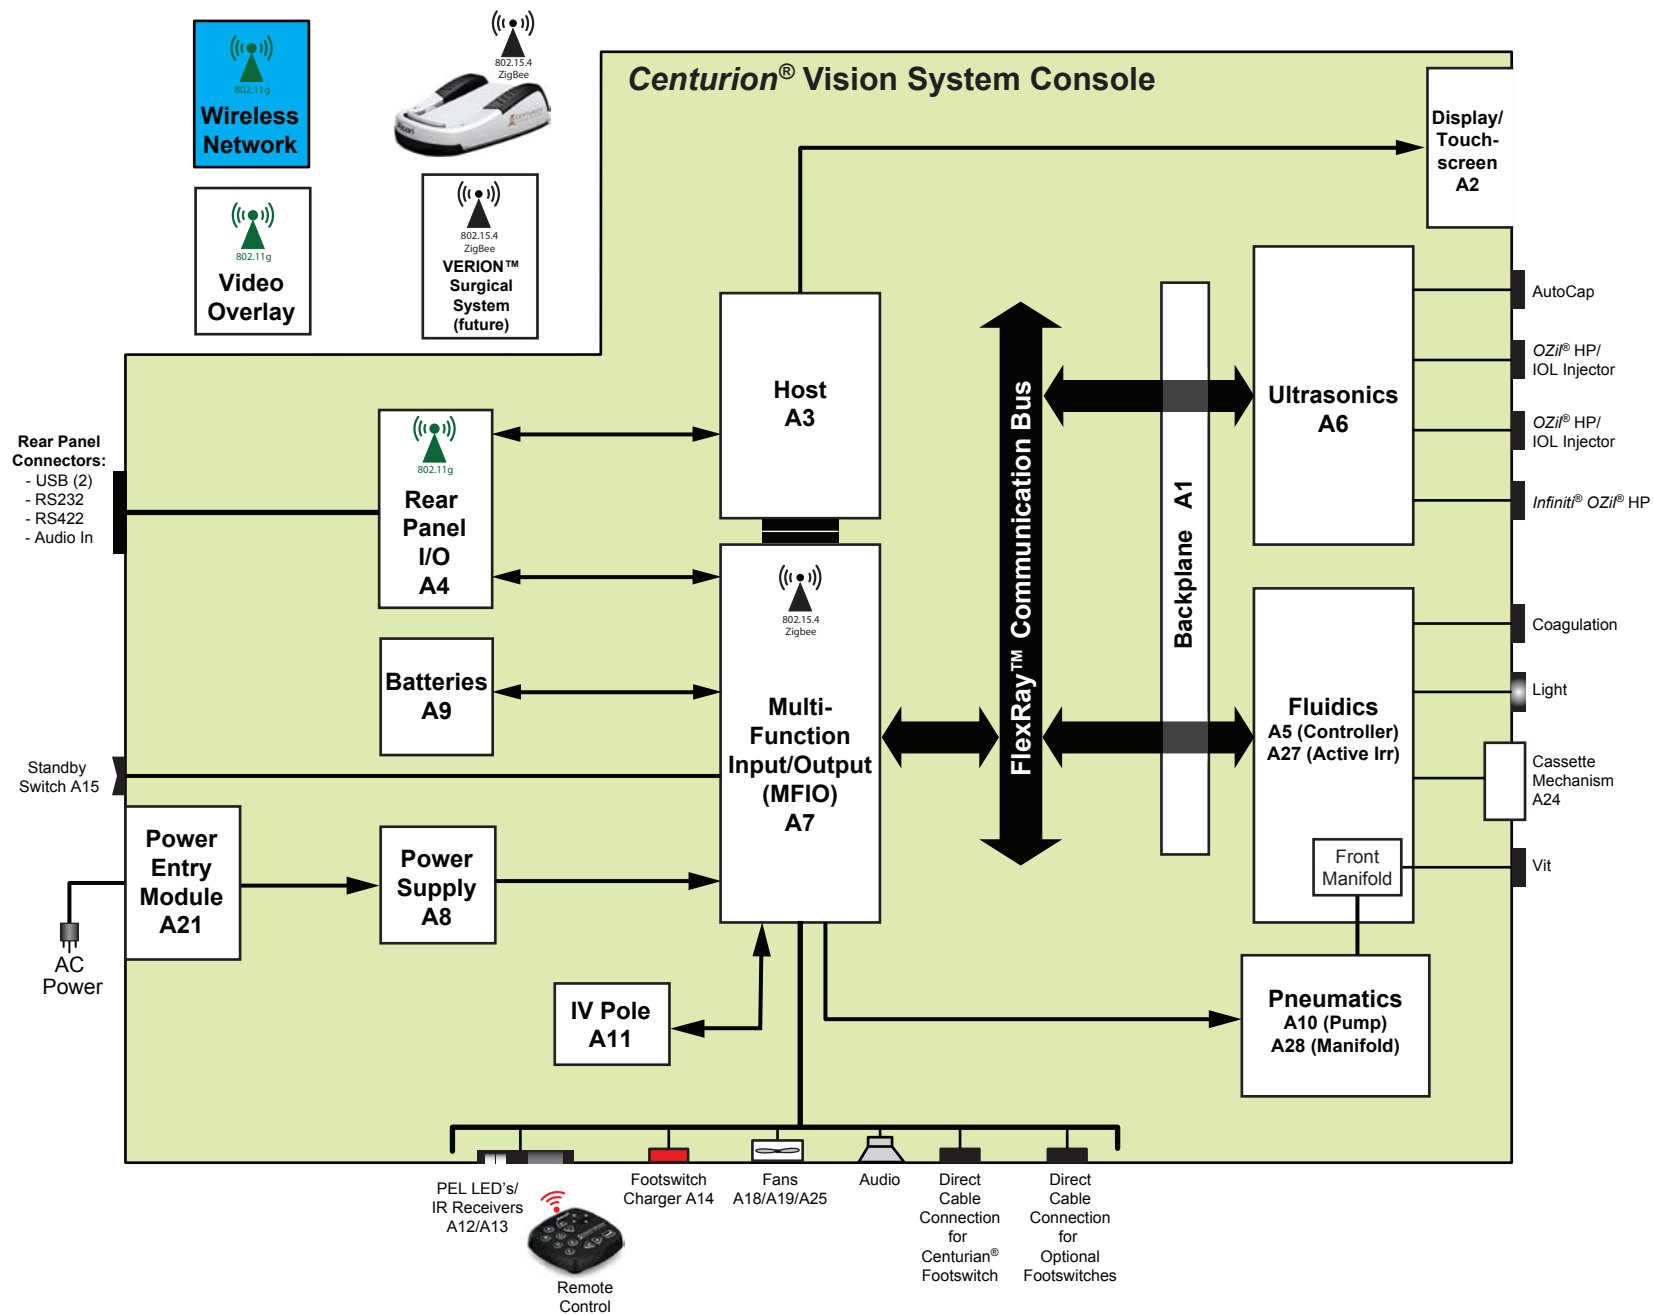 802.11g
Wireless
Network
802.15.4
ZigBee
Centurion® Vision System Console
Display/
Touch-
screen
A2
802.11g
Video
Overlay
802.15.4
ZigBee
VERION™
Surgical
System
(future)
Host
A3
FlexRay™ Communication Bus
Backplane A1
Ultrasonics
A6
AutoCap
OZil® HP/
IOL Injector
OZil® HP/
IOL Injector
Infiniti® OZil® HP
Rear Panel
Connectors:
- USB (2)
- RS232
- RS422
- Audio In
802.11g
Rear
Panel
I/O
A4
Batteries
A9
802.15.4
Zigbee
Multi-
Function
Input/Output
(MFIO)
A7
Fluidics
A5 (Controller)
A27 (Active Irr)
Front
Manifold
Coagulation
Light
Cassette
Mechanism
A24
Vit
Standby
Switch A15
Power
Entry
Module
A21
Power
Supply
A8
AC
Power
IV Pole
A11
Pneumatics
A10 (Pump)
A28 (Manifold)
PEL LED's/
IR Receivers
A12/A13
Remote
Control
Footswitch
Charger A14
Fans
A18/A19/A25
Audio
Direct
Cable
Connection
for
Centurian®
Footswitch
Direct
Cable
Connection
for
Optional
Footswitches